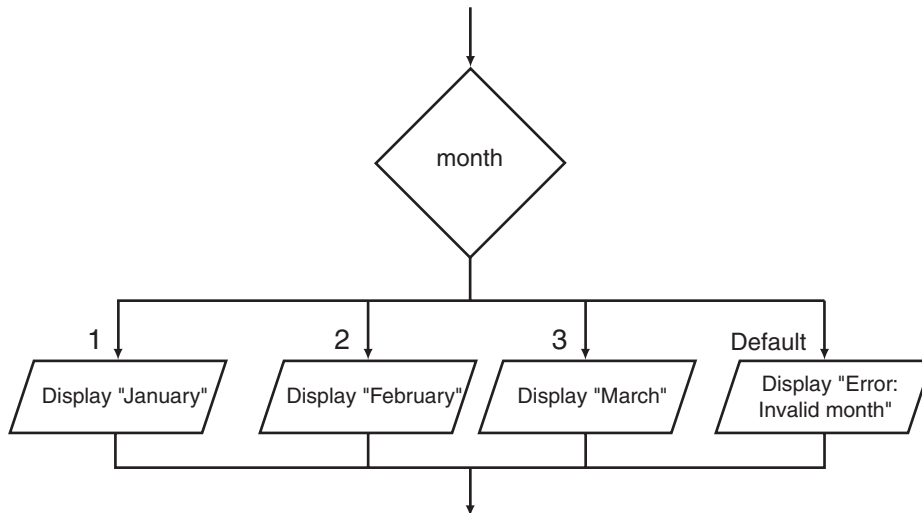 month
1
2
3
Default
Display "January"
Display "February"
Display "March"
Display "Error:
Invalid month"